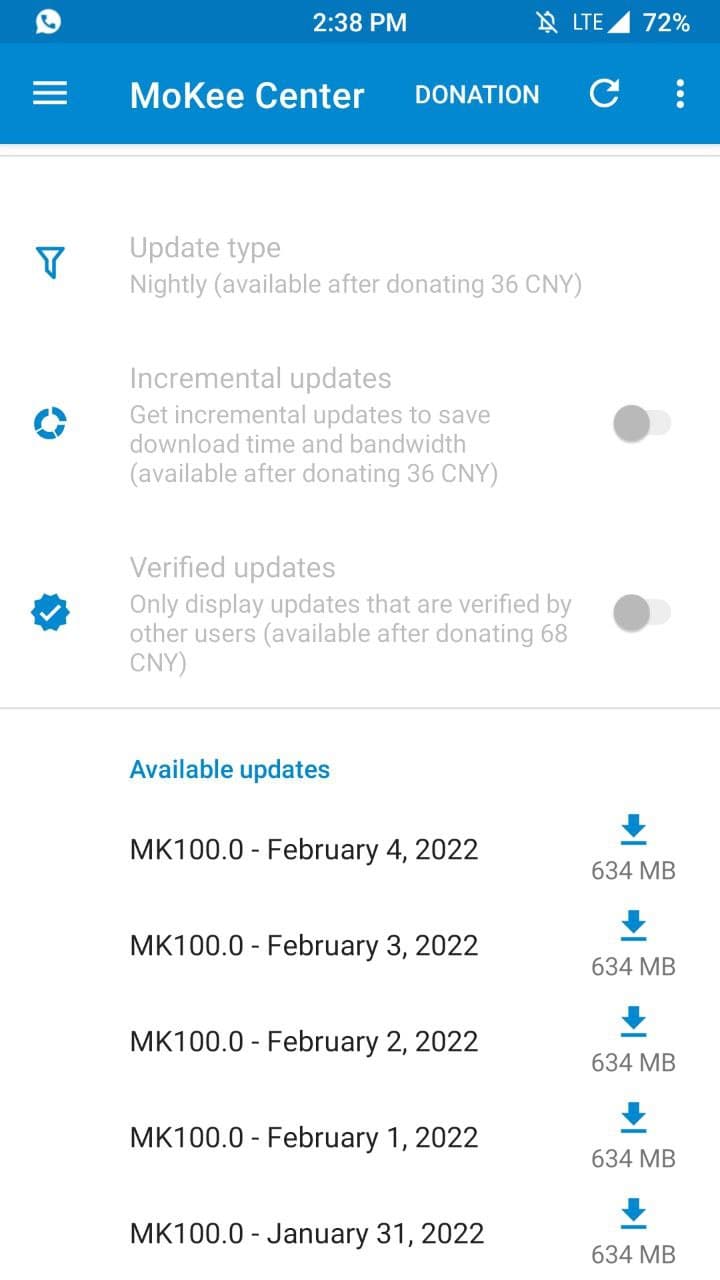 2:38 PM LTE 72%
MoKee Center DONATION
Update type
Nightly (available after donating 36 CNY)
Incremental updates
Get incremental updates to save
download time and bandwidth
(available after donating 36 CNY)
Verified updates
Only display updates that are verified by
other users (available after donating 68
CNY)
Available updates
MK100.0 - February 4, 2022
634 MB
MK100.0 - February 3, 2022
634 MB
MK100.0 - February 2, 2022
634 MB
MK100.0 - February 1, 2022
634 MB
MK100.0 - January 31, 2022
634 MB